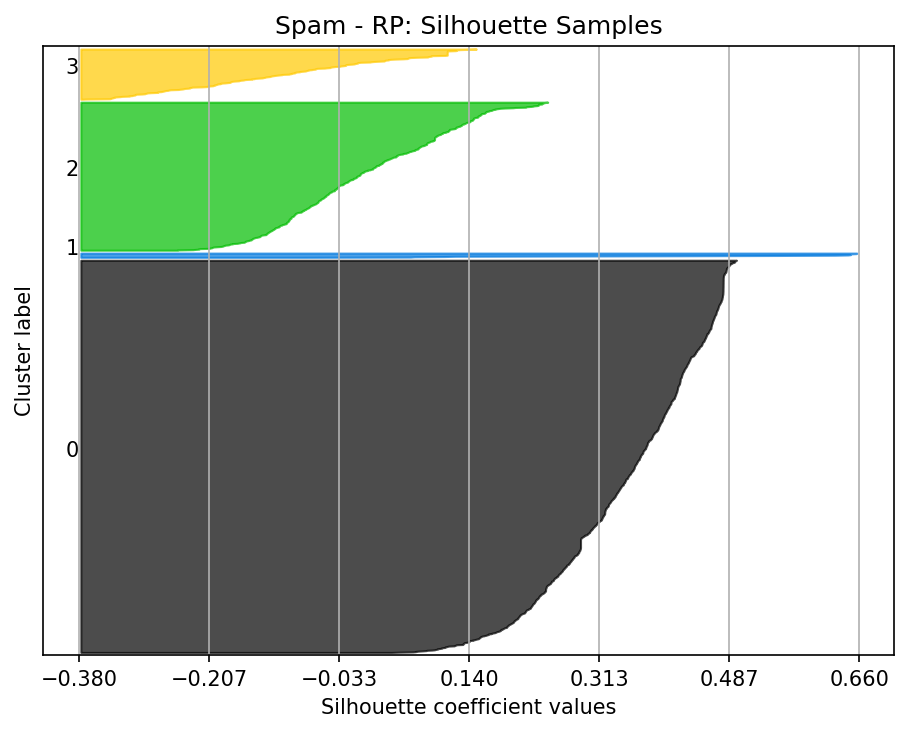 Spam - RP: Silhouette Samples
3
2
1
0
Cluster label
−0.380 −0.207 −0.033 0.140 0.313 0.487 0.660
Silhouette coefficient values